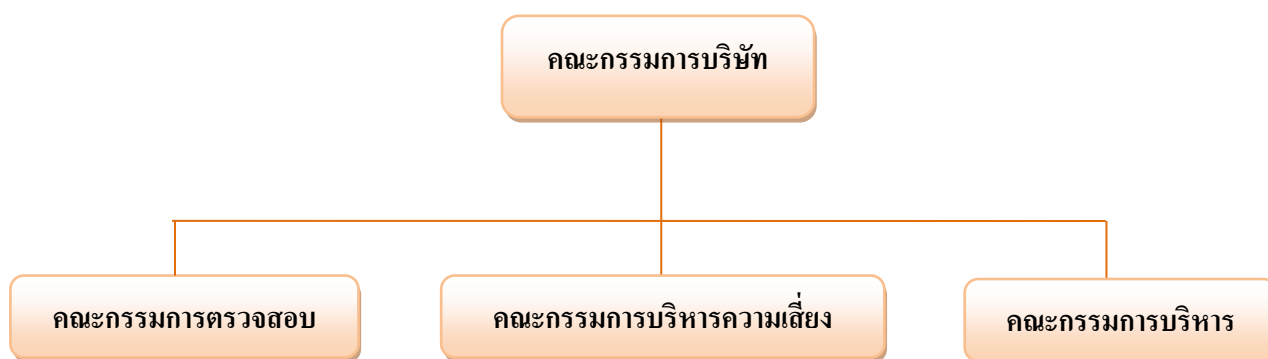 คณะกรรมการบริษัท
คณะกรรมการตรวจสอบ
คณะกรรมการบริหารความเสี่ยง
คณะกรรมการบริหาร